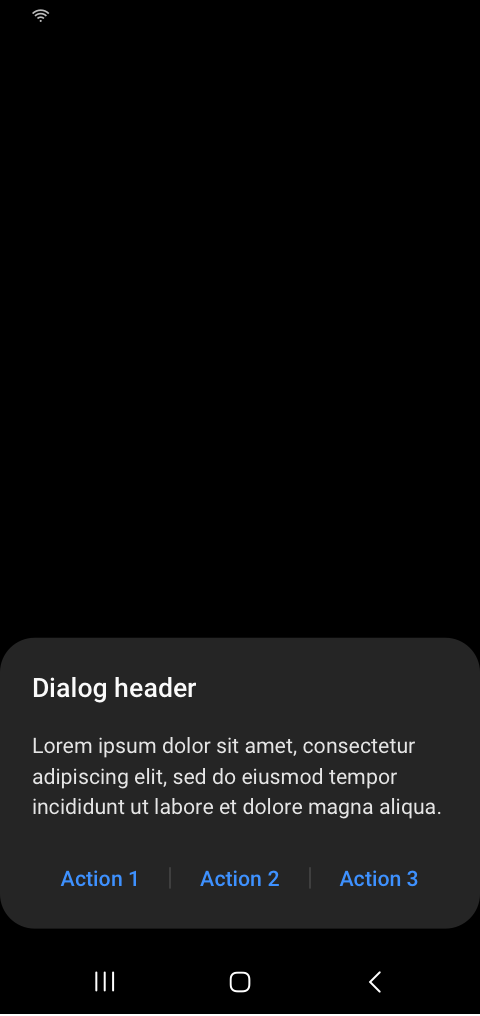 Dialog header
Lorem ipsum dolor sit amet, consectetur
adipiscing elit, sed do eiusmod tempor
incididunt ut labore et dolore magna aliqua.
Action 1 Action 2 Action 3